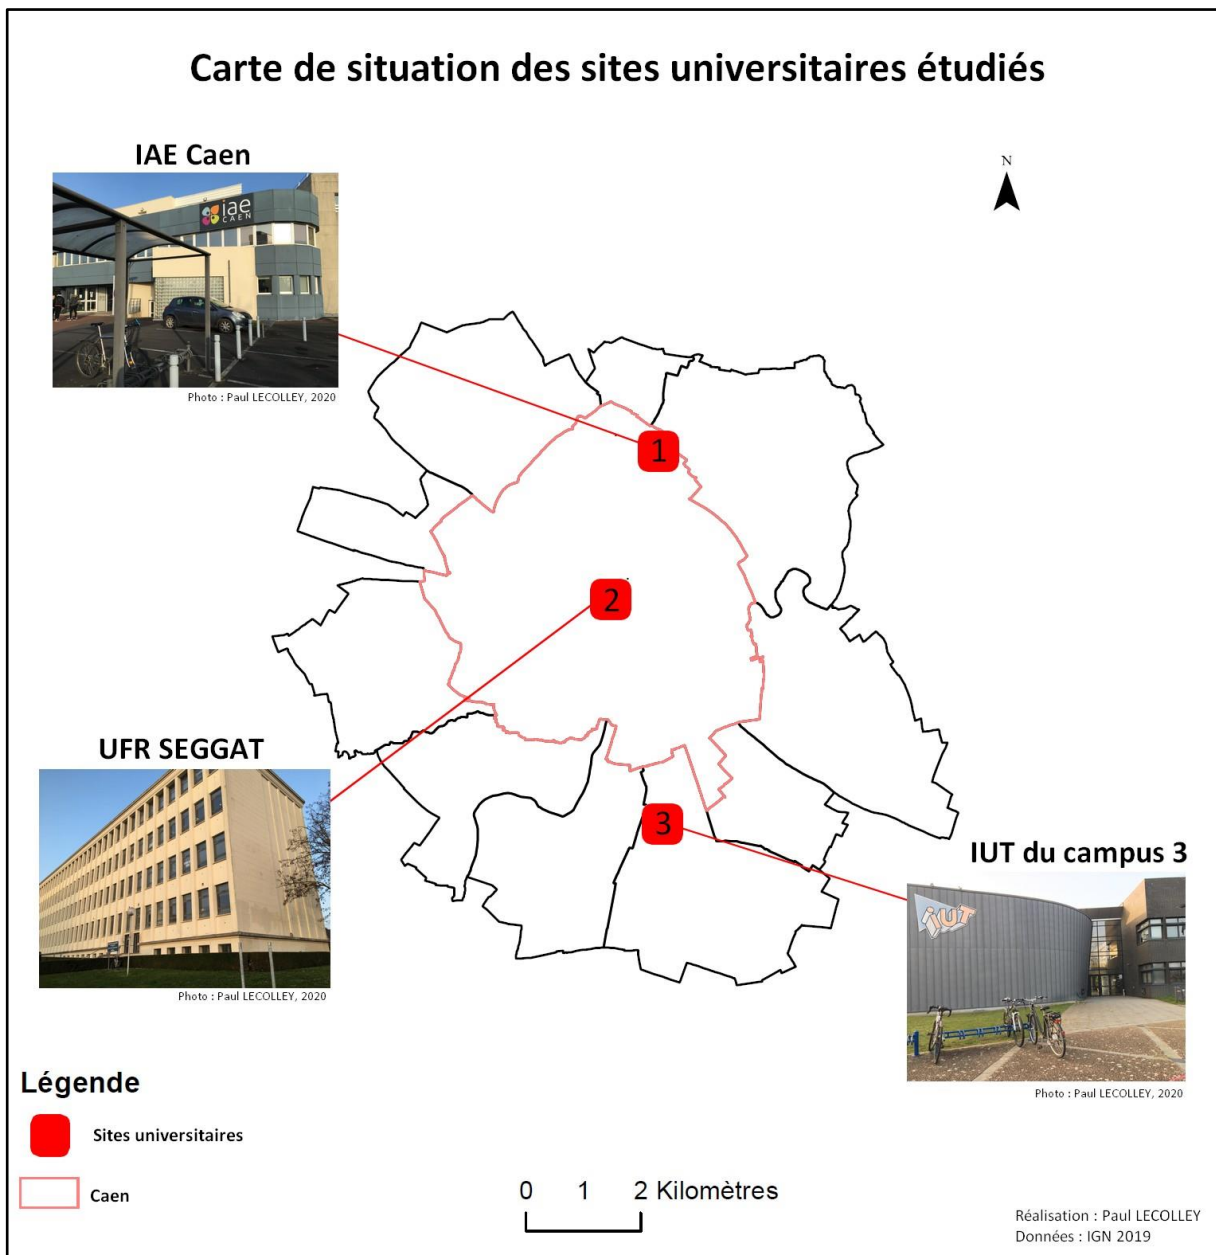 Carte de situation des sites universitaires étudiés
IAE Caen
iae
CAEN
Photo : Paul LECOLLEY, 2020
N
1
2
3
UFR SEGGAT
Photo : Paul LECOLLEY, 2020
IUT du campus 3
iUT
Photo : Paul LECOLLEY, 2020
Légende
Sites universitaires
Caen
0 1 2 Kilomètres
Réalisation : Paul LECOLLEY
Données : IGN 2019